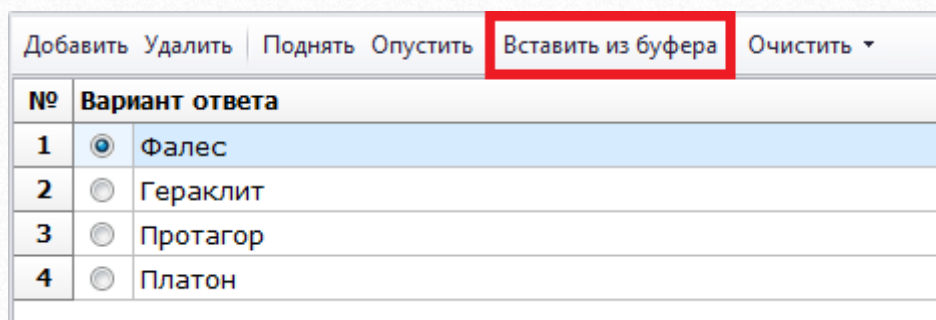 Добавить Удалить Поднять Опустить Вставить из буфера Очистить
№ Вариант ответа
1 Фалес
2 Гераклит
3 Протагор
4 Платон